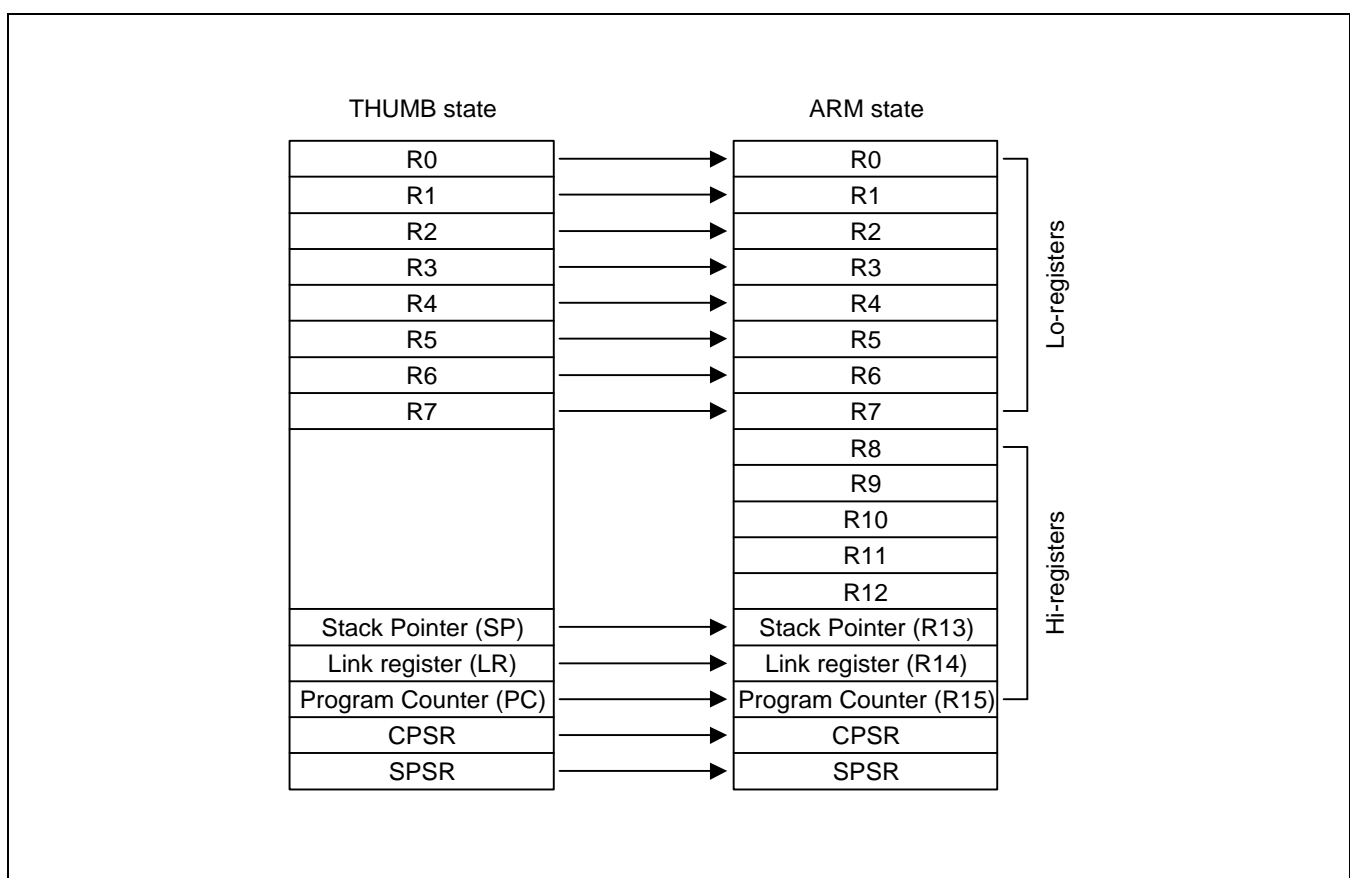 THUMB state
ARM state
R0
R0
R1
R1
R2
R2
R3
R3
R4
R4
R5
R5
R6
R6
R7
R7
Lo-registers
R8
R9
R10
R11
R12
Stack Pointer (SP)
Stack Pointer (R13)
Link register (LR)
Link register (R14)
Program Counter (PC)
Program Counter (R15)
Hi-registers
CPSR
CPSR
SPSR
SPSR